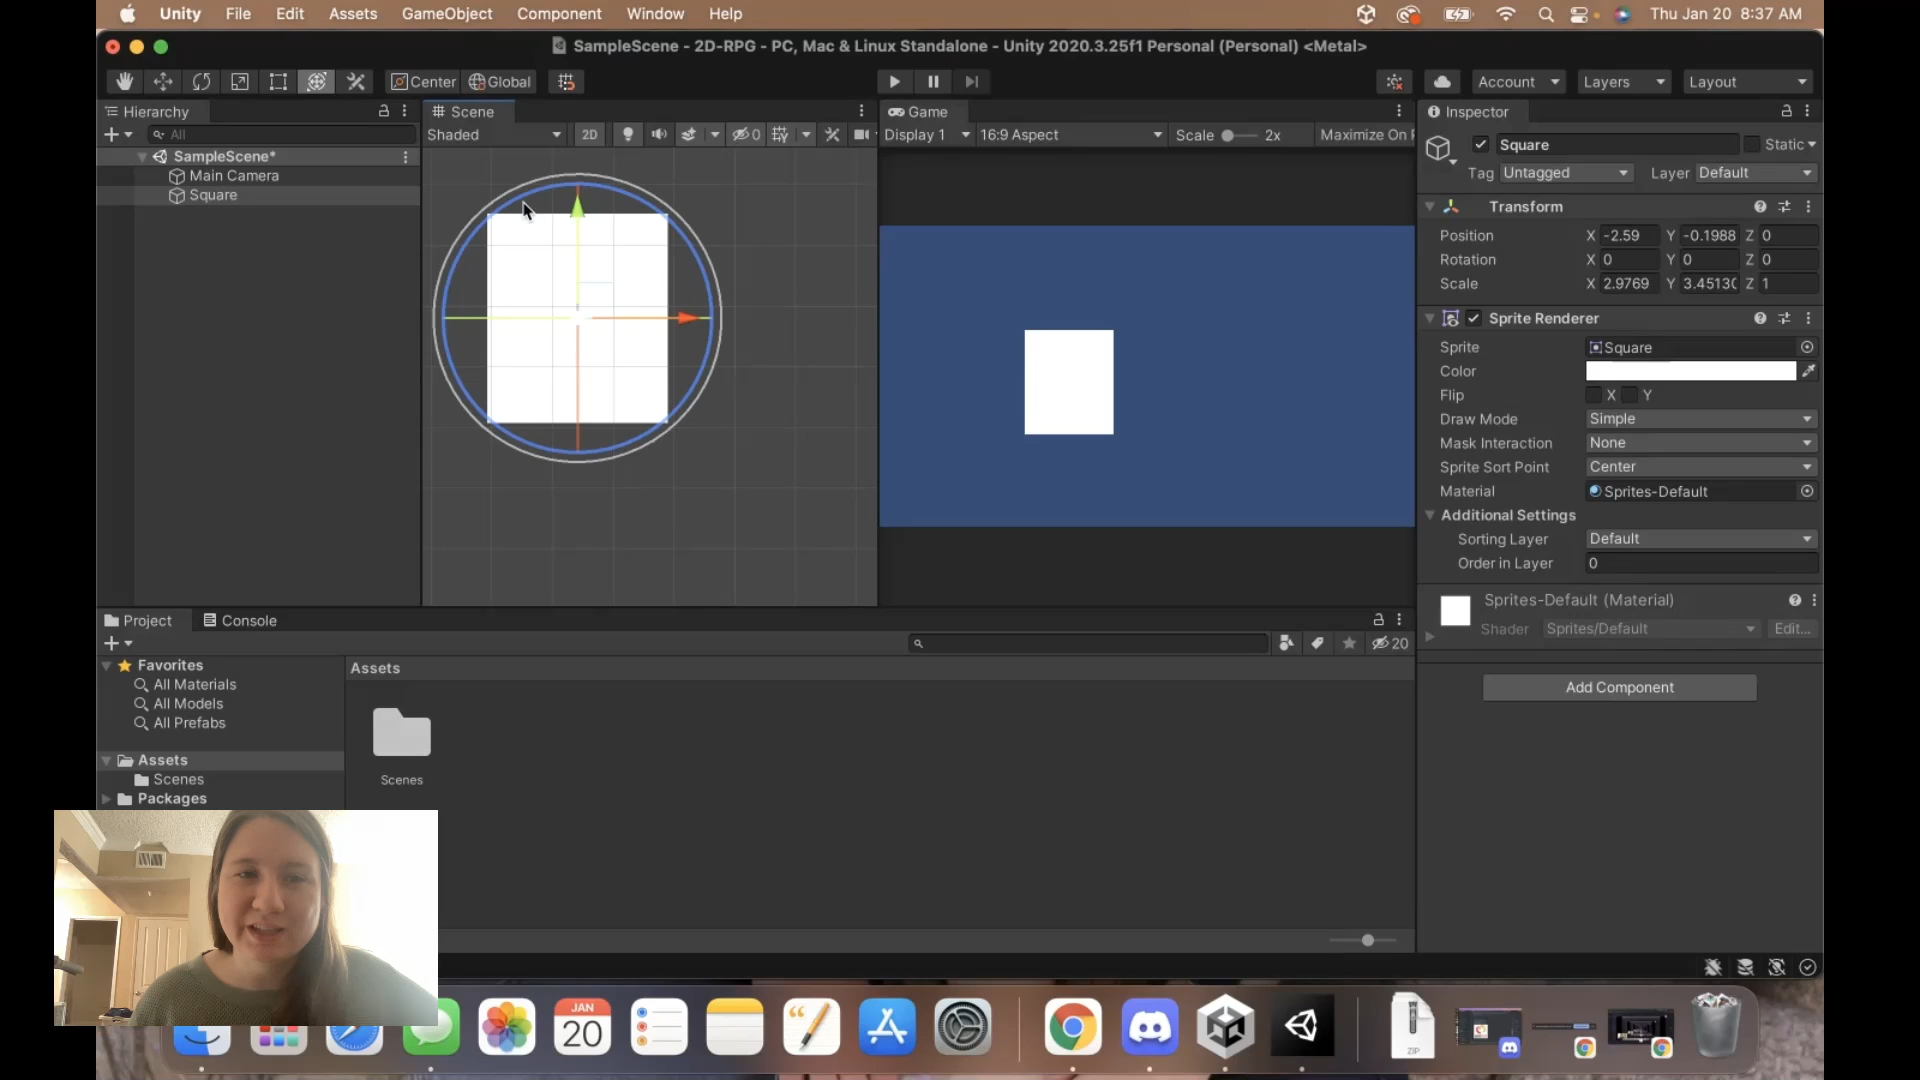 Unity File Edit Assets GameObject Component Window Help Thu Jan 20 8:37 AM
SampleScene - 2D-RPG - PC, Mac & Linux Standalone - Unity 2020.3.25f1 Personal (Personal) <Metal>
Center Global Account Layers Layout
Hierarchy Scene Game Inspector
All Shaded 2D 0 Display 1 16:9 Aspect Scale 2x Maximize On P
SampleScene*
Main Camera
Square
Square Static
Tag Untagged Layer Default
Transform
Position X -2.59 Y -0.1988 Z 0
Rotation X 0 Y 0 Z 0
Scale X 2.9769 Y 3.4513( Z 1
Sprite Renderer
Sprite Square
Color
Flip X Y
Draw Mode Simple
Mask Interaction None
Sprite Sort Point Center
Material Sprites-Default
Additional Settings
Sorting Layer Default
Order in Layer 0
Sprites-Default (Material)
Shader Sprites/Default Edit...
Add Component
Project Console
20
Favorites
All Materials
All Models
All Prefabs
Assets
Scenes
Packages
Assets
Scenes
JAN
20
ZIP